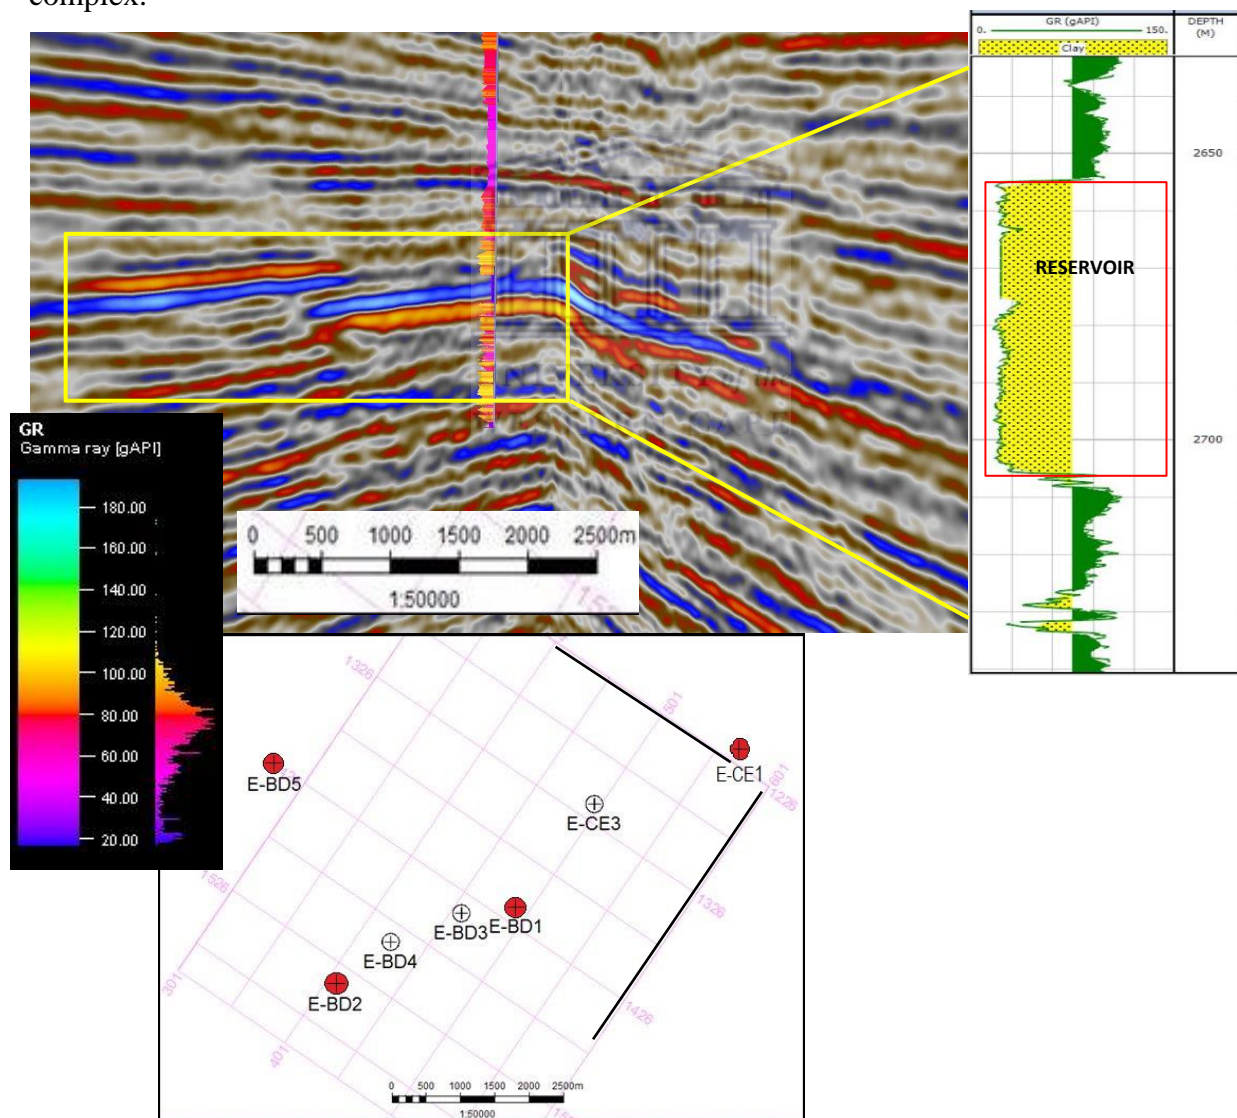 complex.
GR (gAPI)
0. 150.
Clay
DEPTH
(M)
2650
RESERVOIR
2700
GR
Gamma ray [gAPI]
180.00
160.00
140.00
120.00
100.00
80.00
60.00
40.00
20.00
0 500 1000 1500 2000 2500m
1:50000
1326
501
E-CE1
601
1226
E-BD5
E-CE3
1526
1326
E-BD3
E-BD1
E-BD4
E-BD2
301
1426
401
0 500 1000 1500 2000 2500m
1:50000